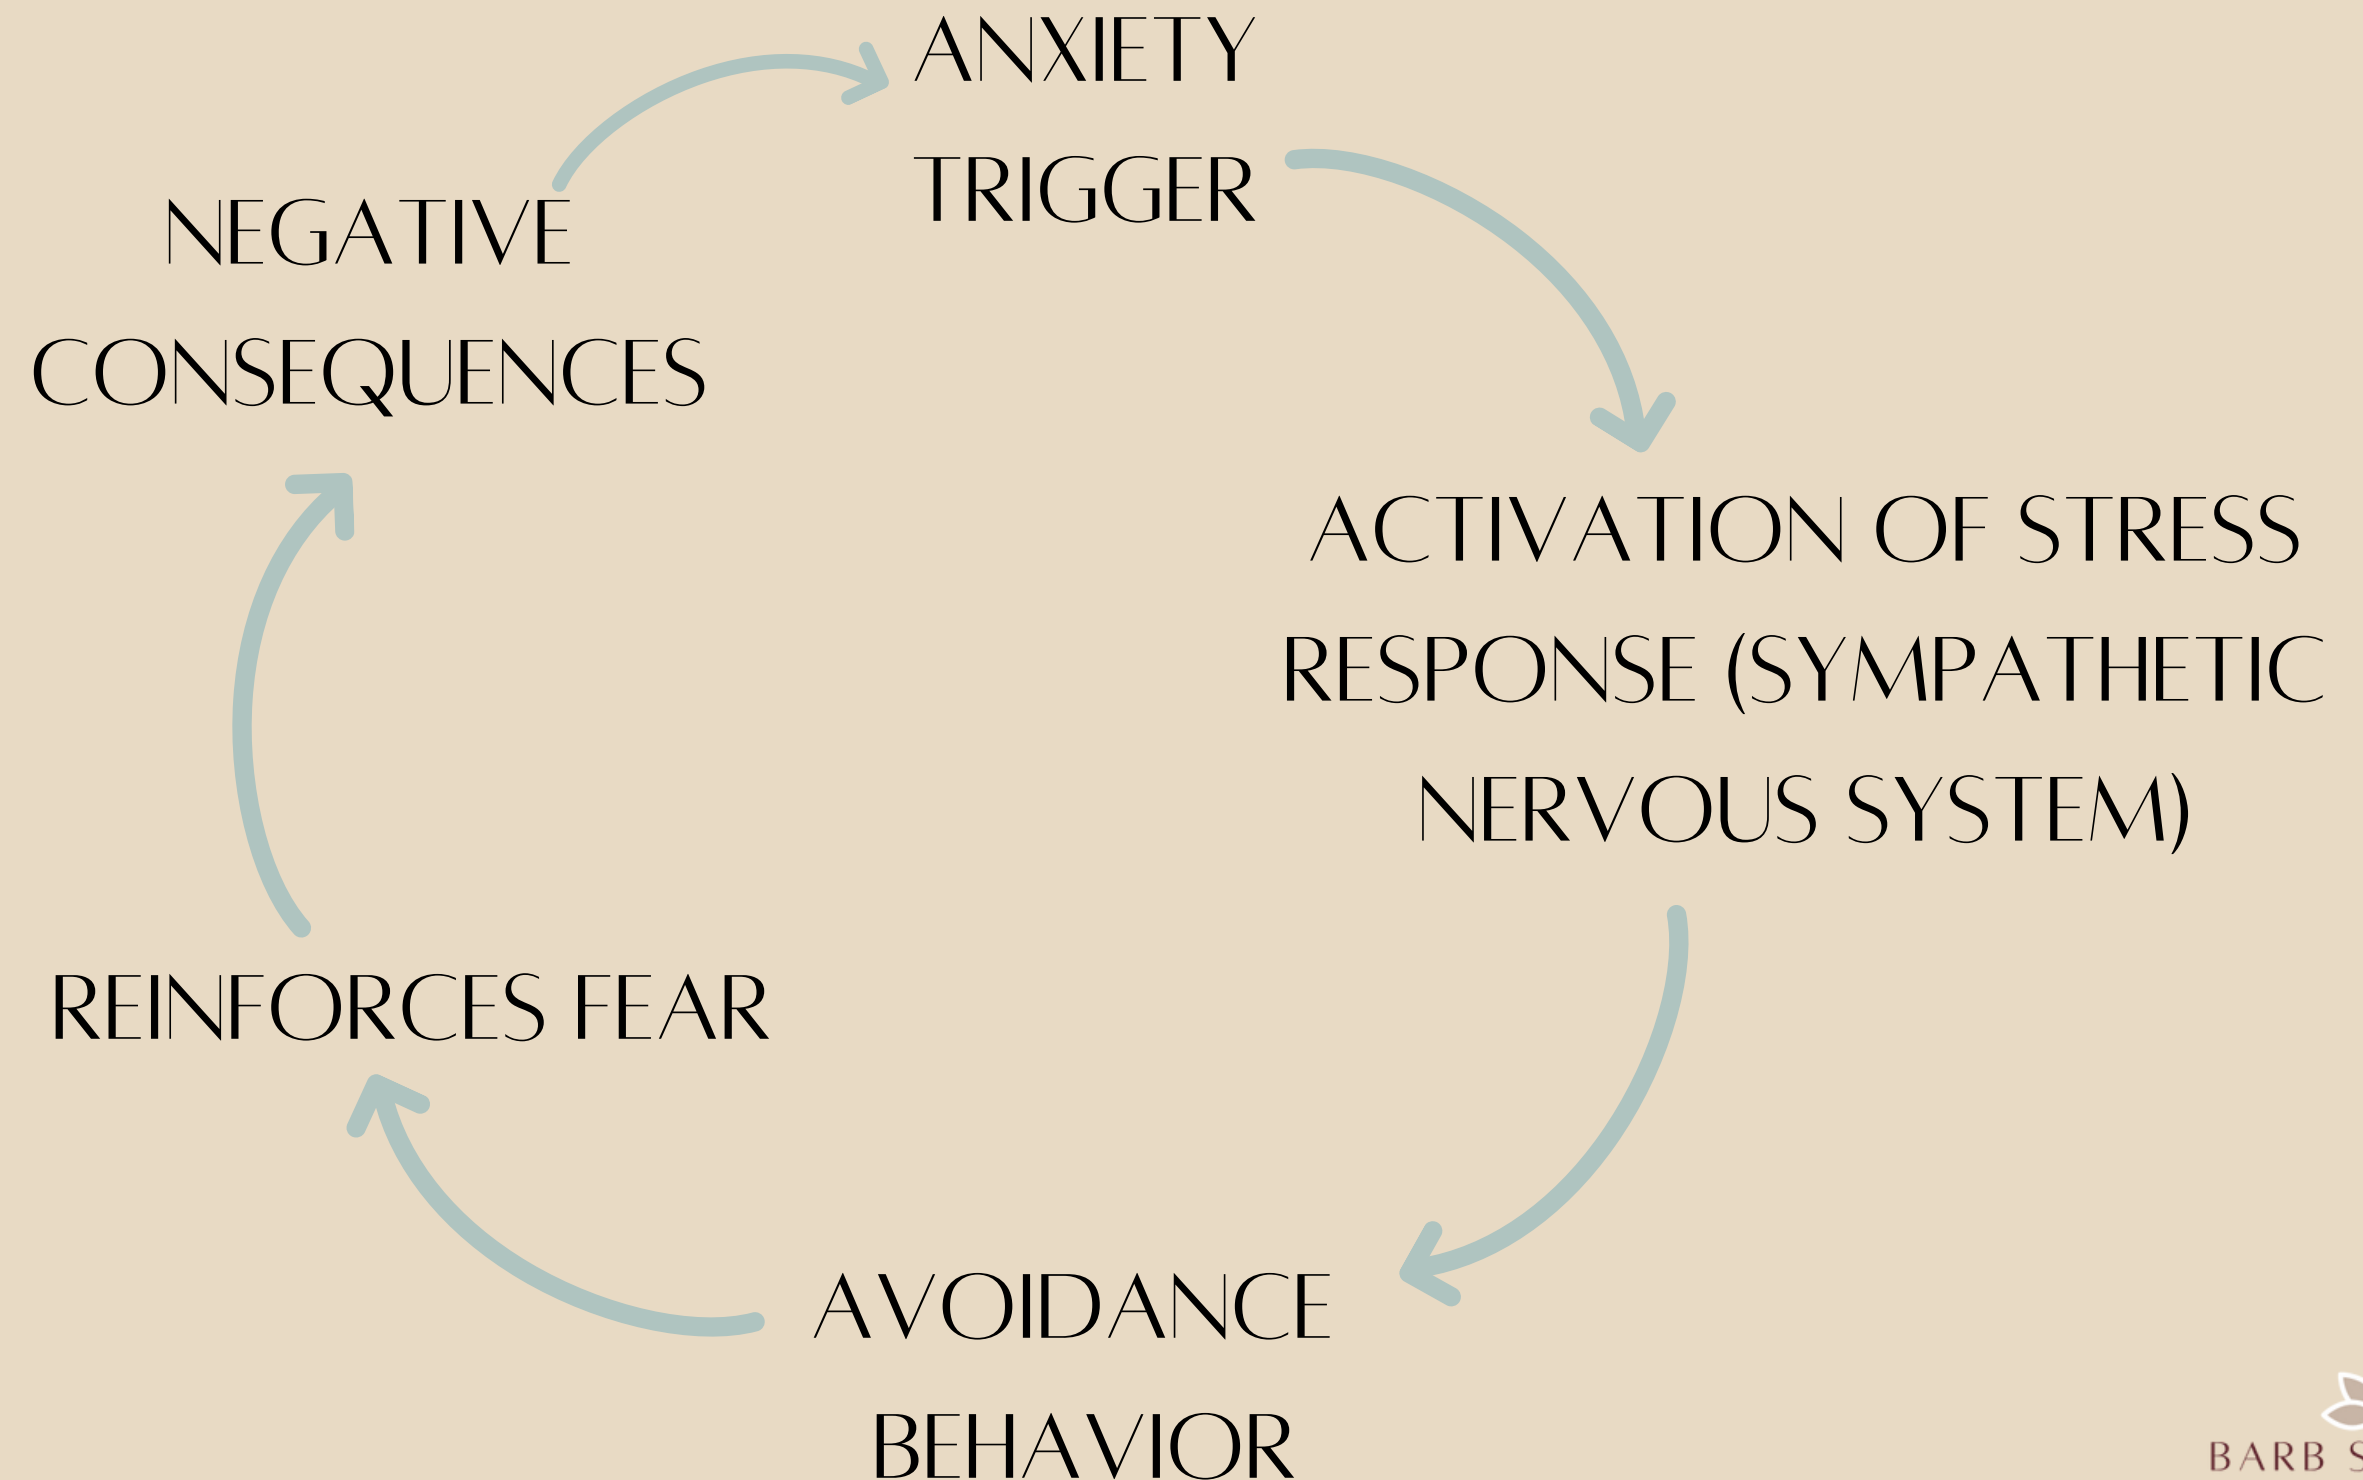 ANXIETY
TRIGGER
ACTIVATION OF STRESS
RESPONSE (SYMPATHETIC
NERVOUS SYSTEM)
AVOIDANCE
BEHAVIOR
REINFORCES FEAR
NEGATIVE
CONSEQUENCES
BARB